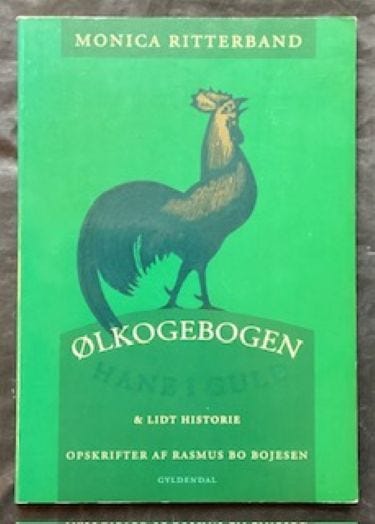 MONICA RITTERBAND
ØLKOGEBOGEN
HANE I GULD
& LIDT HISTORIE
OPSKRIFTER AF RASMUS BO BOJESEN
GYLDENDAL